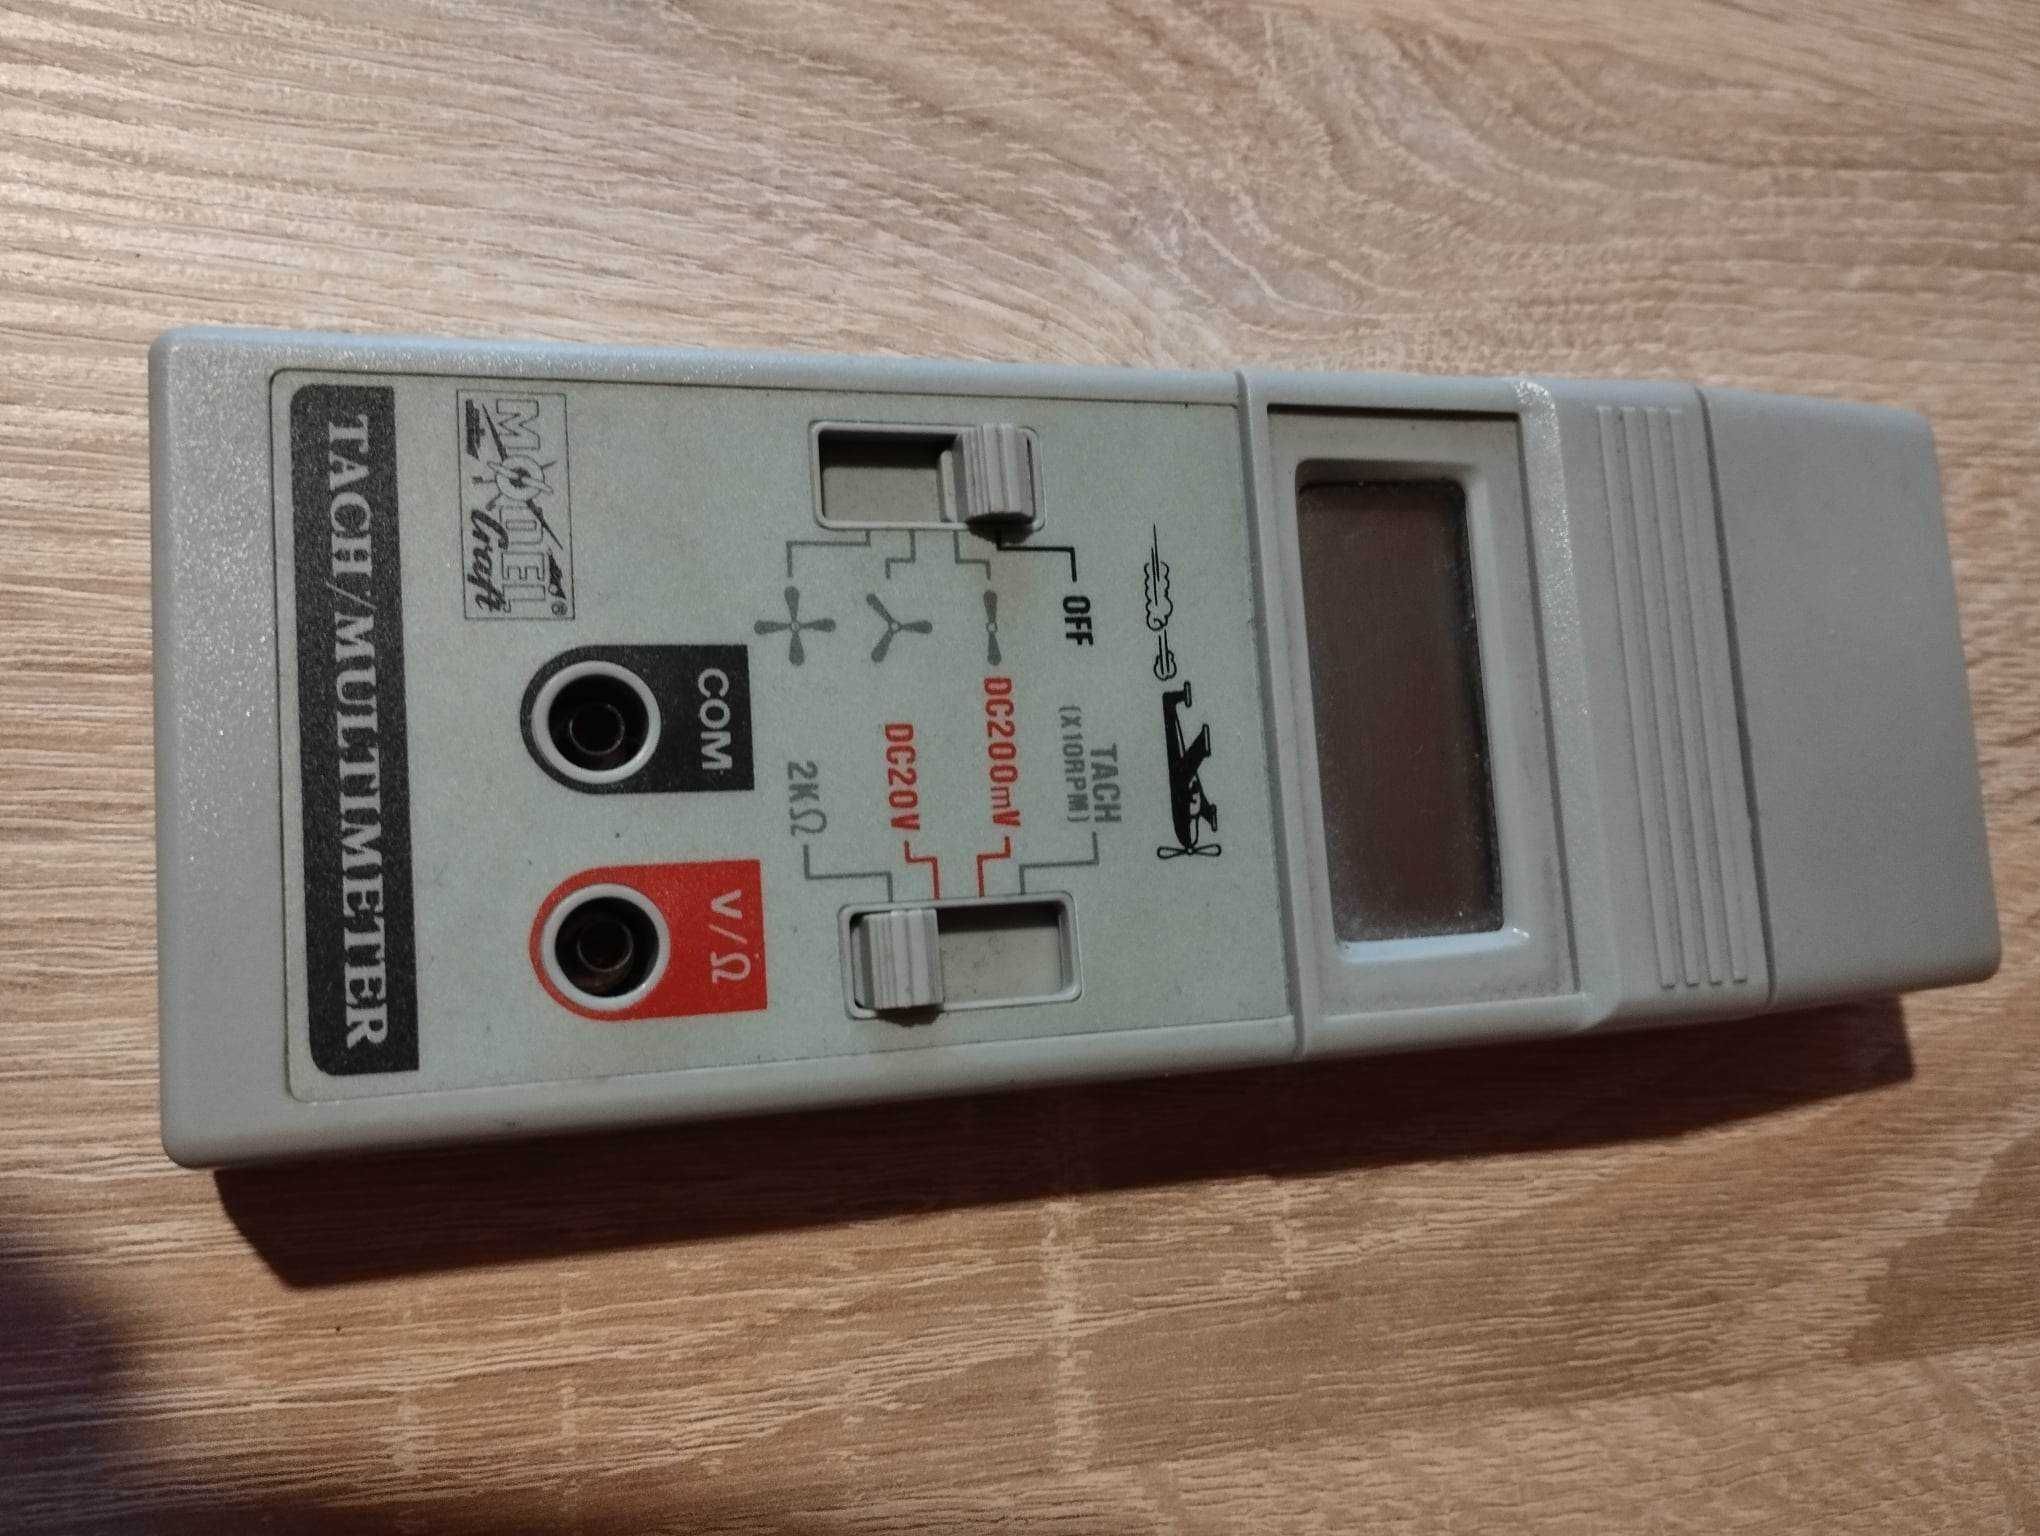 OFF
TACH
(X10RPM)
DC200mV
DC20V
2KΩ
COM
V/Ω
MODEL
Craft
®
TACH/MULTIMETER